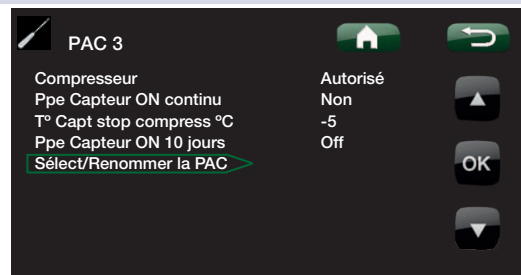 PAC 3
Compresseur Autorisé
Ppe Capteur ON continu Non
Tº Capt stop compress ºC -5
Ppe Capteur ON 10 jours Off
Sélect/Renommer la PAC
OK